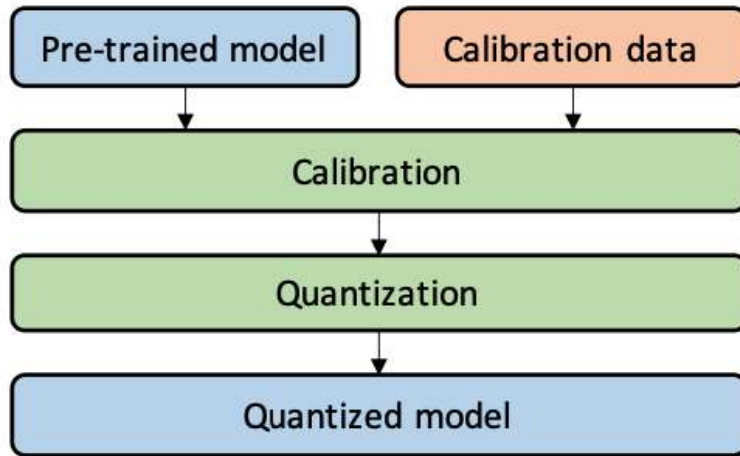 Pre-trained model
Calibration data
Calibration
Quantization
Quantized model